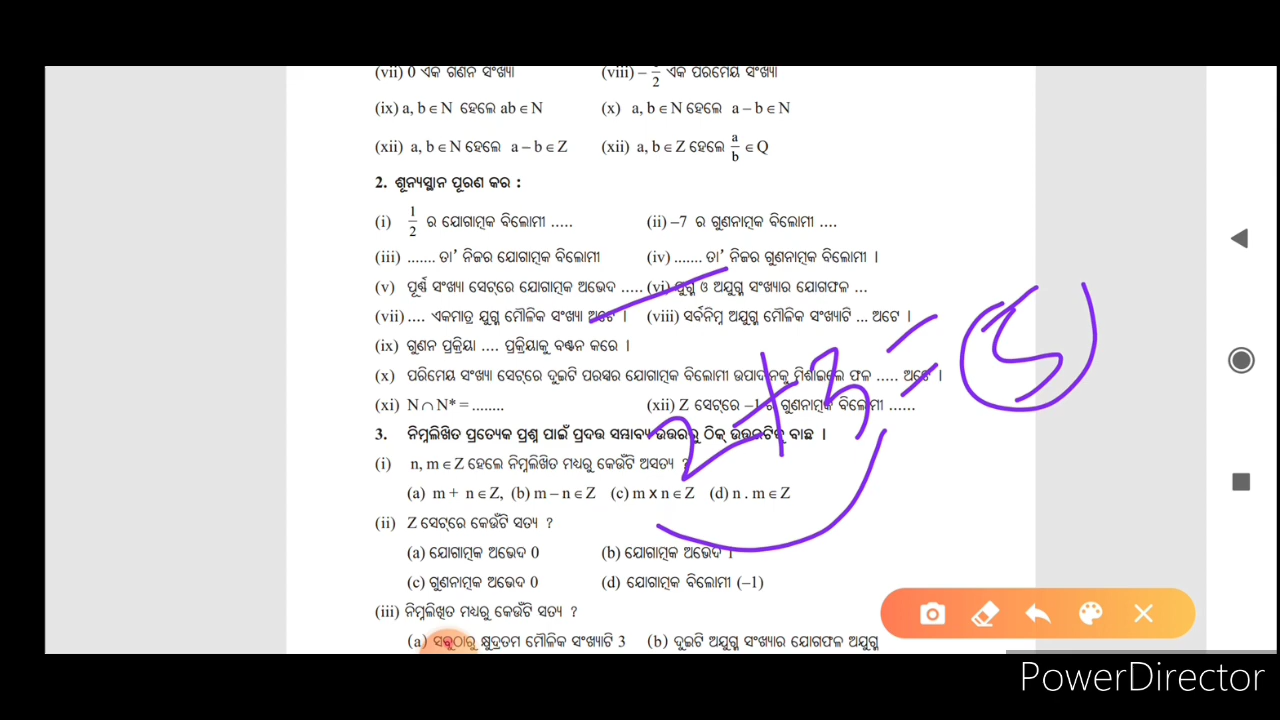 (vii) 0 ଏକ ଗଣନ ସଂଖ୍ୟା (viii) – 1/2 ଏକ ପରିମେୟ ସଂଖ୍ୟା
(ix) a, b ∈ N ହେଲେ ab ∈ N (x) a, b ∈ N ହେଲେ a – b ∈ N
(xii) a, b ∈ N ହେଲେ a – b ∈ Z (xii) a, b ∈ Z ହେଲେ a/b ∈ Q
2. ଶୂନ୍ୟସ୍ଥାନ ପୂରଣ କର :
(i) 1/2 ର ଯୋଗାତ୍ମକ ବିଲୋମୀ ..... (ii) –7 ର ଗୁଣନାତ୍ମକ ବିଲୋମୀ ....
(iii) ....... ତା’ ନିଜର ଯୋଗାତ୍ମକ ବିଲୋମୀ (iv) ....... ତା’ ନିଜର ଗୁଣନାତ୍ମକ ବିଲୋମୀ ।
(v) ପୂର୍ଣ୍ଣ ସଂଖ୍ୟା ସେଟ୍‌ରେ ଯୋଗାତ୍ମକ ଅଭେଦ ..... (vi) ଯୁଗ୍ମ ଓ ଅଯୁଗ୍ମ ସଂଖ୍ୟାର ଯୋଗଫଳ ...
(vii) .... ଏକମାତ୍ର ଯୁଗ୍ମ ମୌଳିକ ସଂଖ୍ୟା ଅଟେ । (viii) ସର୍ବନିମ୍ନ ଅଯୁଗ୍ମ ମୌଳିକ ସଂଖ୍ୟାଟି ... ଅଟେ ।
(ix) ଗୁଣନ ପ୍ରକ୍ରିୟା .... ପ୍ରକ୍ରିୟାକୁ ବଣ୍ଟନ କରେ ।
(x) ପରିମେୟ ସଂଖ୍ୟା ସେଟ୍‌ରେ ଦୁଇଟି ପରସ୍ପର ଯୋଗାତ୍ମକ ବିଲୋମୀ ଉପାଦାନକୁ ମିଶାଇଲେ ଫଳ ..... ଅଟେ ।
(xi) N ∩ N* = ........ (xii) Z ସେଟ୍‌ରେ –1 ର ଗୁଣନାତ୍ମକ ବିଲୋମୀ ......
2 + 3 = 5
3. ନିମ୍ନଲିଖିତ ପ୍ରତ୍ୟେକ ପ୍ରଶ୍ନ ପାଇଁ ପ୍ରଦତ୍ତ ସମ୍ଭାବ୍ୟ ଉତ୍ତରରୁ ଠିକ୍ ଉତ୍ତରଟିକୁ ବାଛ ।
(i) n, m ∈ Z ହେଲେ ନିମ୍ନଲିଖିତ ମଧ୍ୟରୁ କେଉଁଟି ଅସତ୍ୟ ?
(a) m + n ∈ Z, (b) m – n ∈ Z (c) m x n ∈ Z (d) n . m ∈ Z
(ii) Z ସେଟ୍‌ରେ କେଉଁଟି ସତ୍ୟ ?
(a) ଯୋଗାତ୍ମକ ଅଭେଦ 0 (b) ଯୋଗାତ୍ମକ ଅଭେଦ 1
(c) ଗୁଣନାତ୍ମକ ଅଭେଦ 0 (d) ଯୋଗାତ୍ମକ ବିଲୋମୀ (–1)
(iii) ନିମ୍ନଲିଖିତ ମଧ୍ୟରୁ କେଉଁଟି ସତ୍ୟ ?
(a) ସବୁଠାରୁ କ୍ଷୁଦ୍ରତମ ମୌଳିକ ସଂଖ୍ୟାଟି 3 (b) ଦୁଇଟି ଅଯୁଗ୍ମ ସଂଖ୍ୟାର ଯୋଗଫଳ ଅଯୁଗ୍ମ
PowerDirector